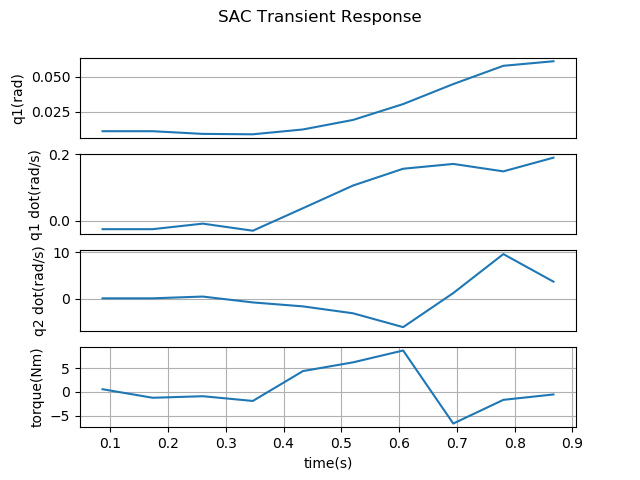 SAC Transient Response
q1(rad)
0.050
0.025
q1 dot(rad/s)
0.2
0.0
q2 dot(rad/s)
10
0
torque(Nm)
5
0
−5
0.1 0.2 0.3 0.4 0.5 0.6 0.7 0.8 0.9
time(s)